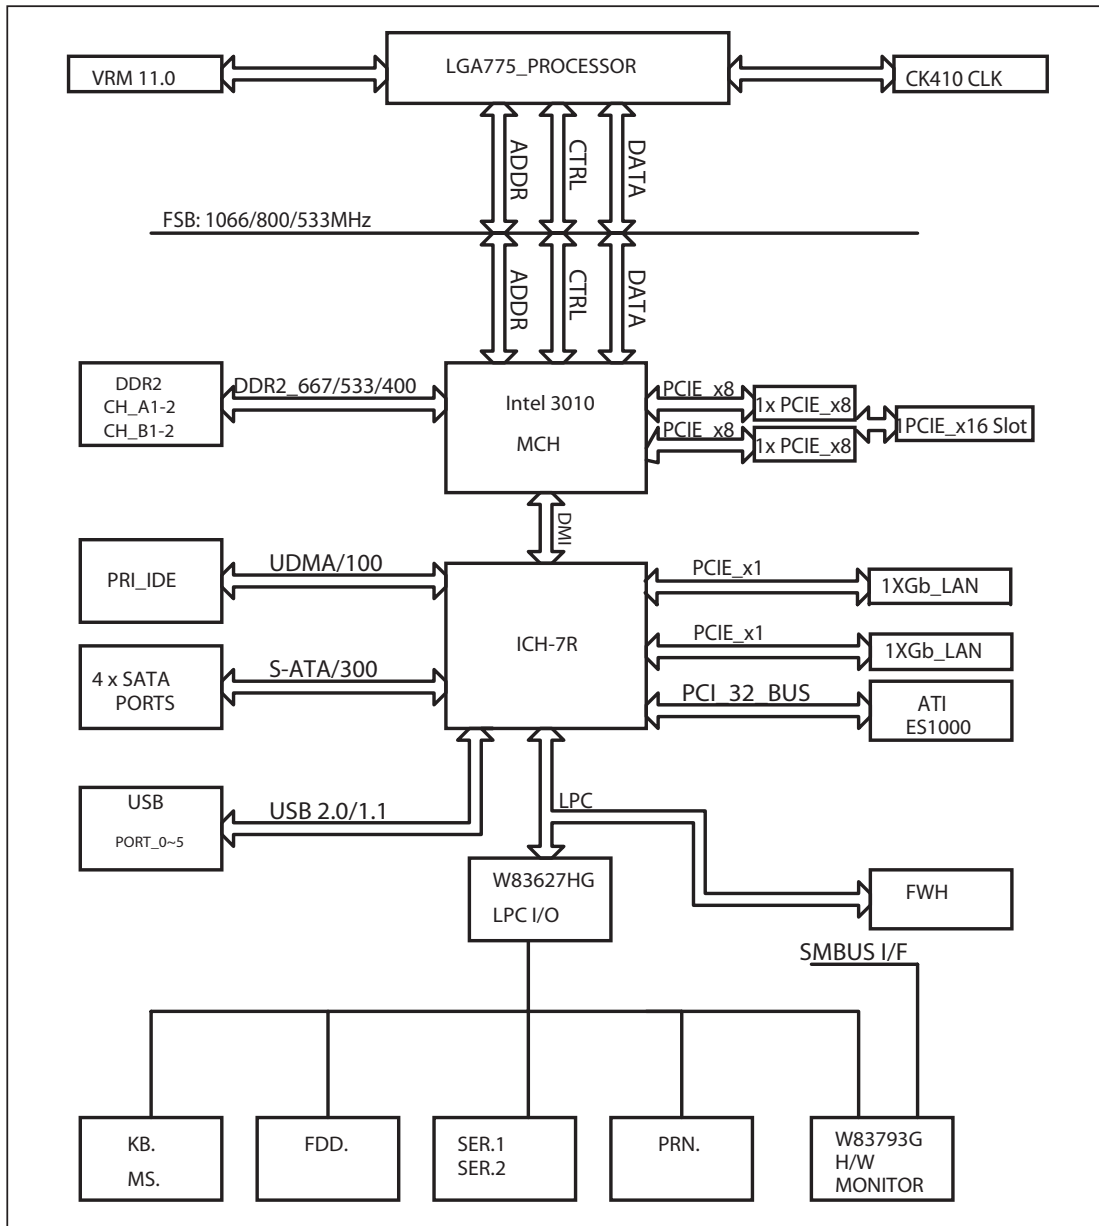 LGA775_PROCESSOR
VRM 11.0
CK410 CLK
ADDR
CTRL
DATA
FSB: 1066/800/533MHz
ADDR
CTRL
DATA
DDR2
CH_A1-2
CH_B1-2
DDR2_667/533/400
Intel 3010
MCH
PCIE_x8
1x PCIE_x8
PCIE_x8
1x PCIE_x8
1PCIE_x16 Slot
DMI
PRI_IDE
UDMA/100
ICH-7R
PCIE_x1
1XGb_LAN
PCIE_x1
1XGb_LAN
4 x SATA
PORTS
S-ATA/300
PCI_32_BUS
ATI
ES1000
USB
PORT_0~5
USB 2.0/1.1
LPC
W83627HG
LPC I/O
FWH
SMBUS I/F
KB.
MS.
FDD.
SER.1
SER.2
PRN.
W83793G
H/W
MONITOR